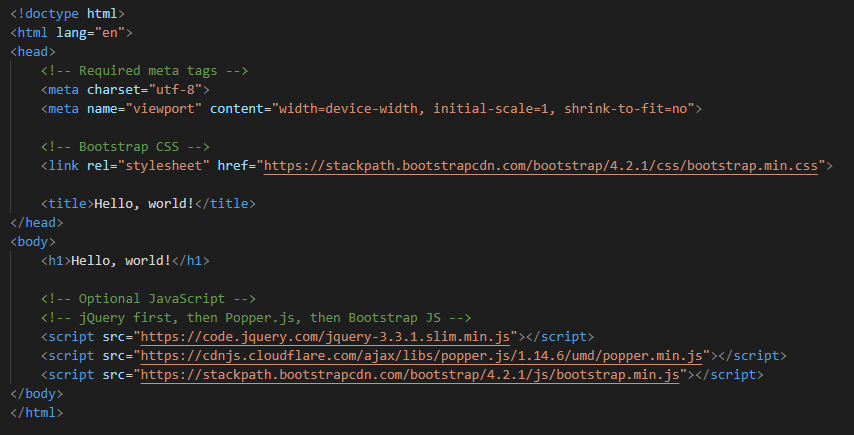 <!doctype html>
<html lang="en">
<head>
    <!-- Required meta tags -->
    <meta charset="utf-8">
    <meta name="viewport" content="width=device-width, initial-scale=1, shrink-to-fit=no">

    <!-- Bootstrap CSS -->
    <link rel="stylesheet" href="https://stackpath.bootstrapcdn.com/bootstrap/4.2.1/css/bootstrap.min.css">

    <title>Hello, world!</title>
</head>
<body>
    <h1>Hello, world!</h1>

    <!-- Optional JavaScript -->
    <!-- jQuery first, then Popper.js, then Bootstrap JS -->
    <script src="https://code.jquery.com/jquery-3.3.1.slim.min.js"></script>
    <script src="https://cdnjs.cloudflare.com/ajax/libs/popper.js/1.14.6/umd/popper.min.js"></script>
    <script src="https://stackpath.bootstrapcdn.com/bootstrap/4.2.1/js/bootstrap.min.js"></script>
</body>
</html>